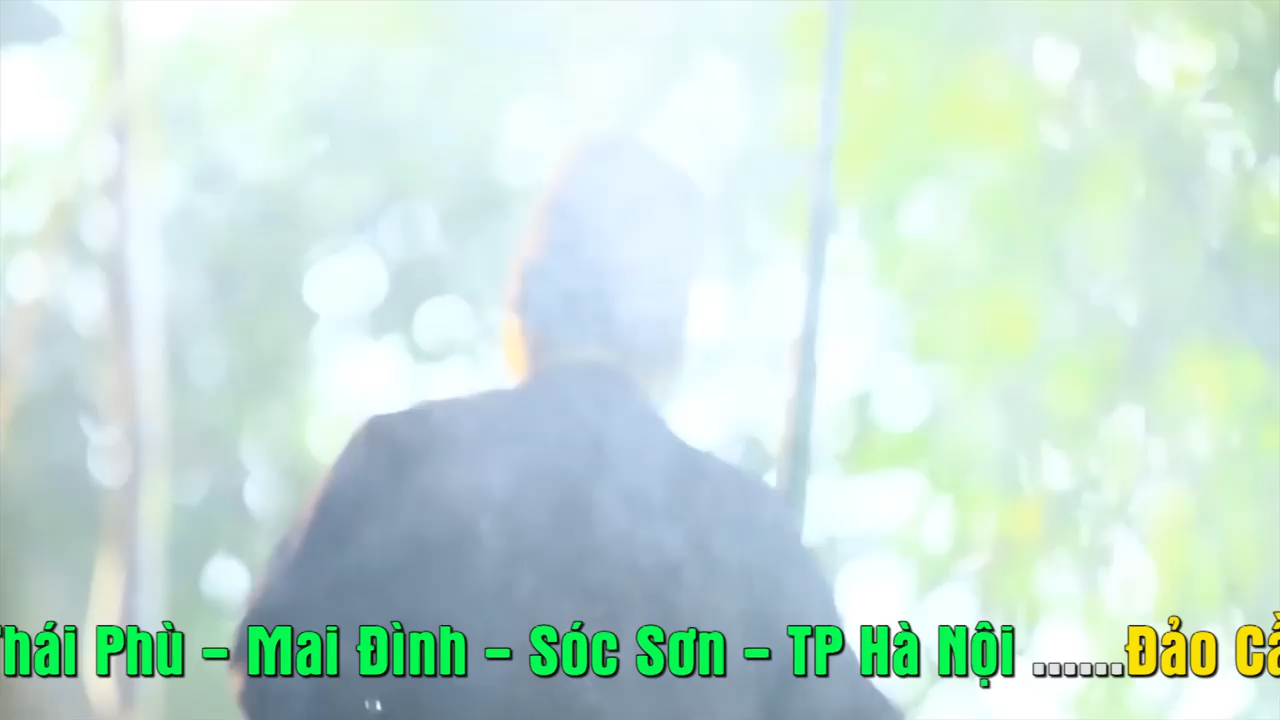 Thái Phù - Mai Đình - Sóc Sơn - TP Hà Nội ......Đảo